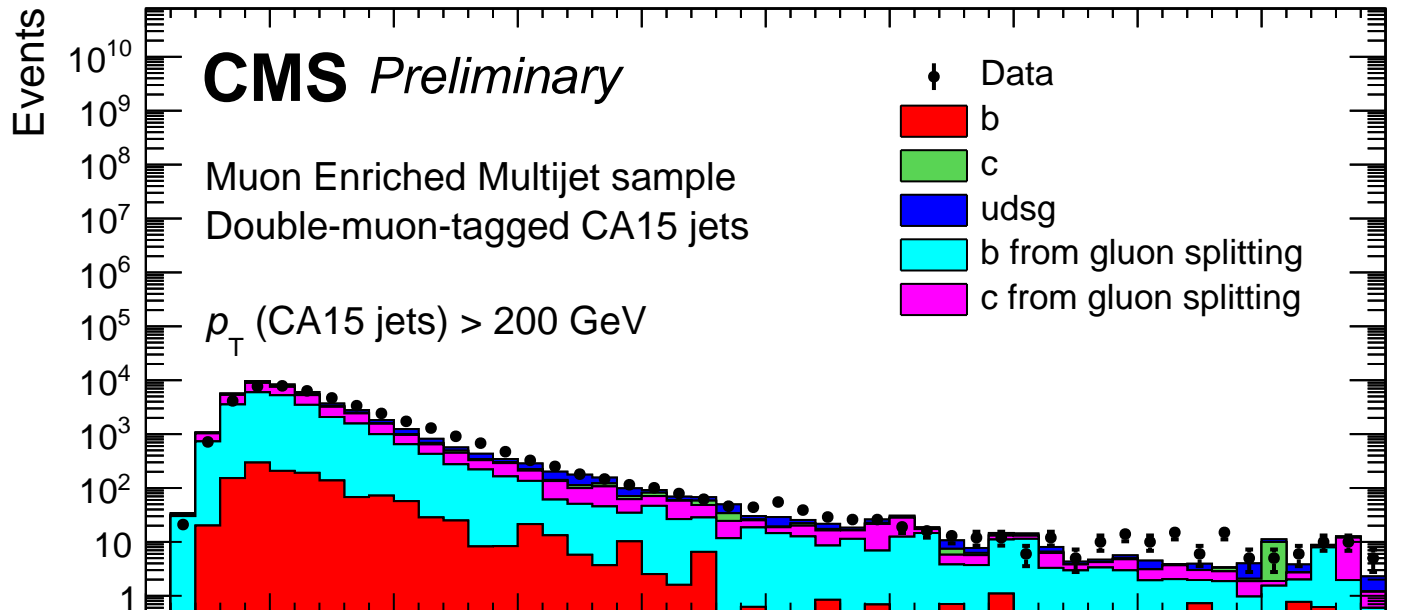 Events
10^10
10^9
10^8
10^7
10^6
10^5
10^4
10^3
10^2
10
1
CMS Preliminary
Muon Enriched Multijet sample
Double-muon-tagged CA15 jets
p_T (CA15 jets) > 200 GeV
Data
b
c
udsg
b from gluon splitting
c from gluon splitting